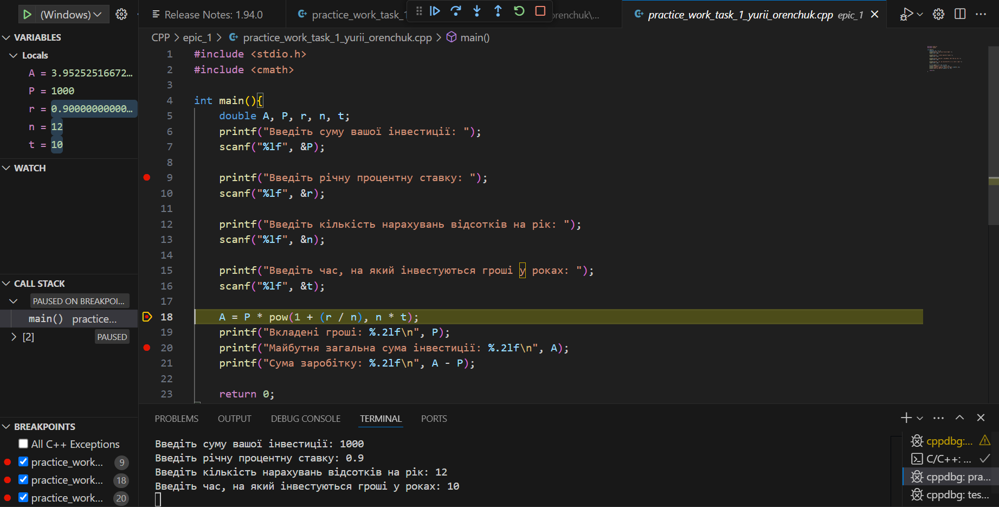 (Windows)
Release Notes: 1.94.0
practice_work_task_1
orenchuk\...
practice_work_task_1_yurii_orenchuk.cpp epic_1
VARIABLES
Locals
A = 3.95252516672...
P = 1000
r = 0.90000000000...
n = 12
t = 10
WATCH
CALL STACK
PAUSED ON BREAKPOI...
main() practice...
[2] PAUSED
BREAKPOINTS
All C++ Exceptions
practice_work... 9
practice_work... 18
practice_work... 20
CPP > epic_1 > practice_work_task_1_yurii_orenchuk.cpp > main()
1 #include <stdio.h>
2 #include <cmath>
3
4 int main(){
5 double A, P, r, n, t;
6 printf("Введіть суму вашої інвестиції: ");
7 scanf("%lf", &P);
8
9 printf("Введіть річну процентну ставку: ");
10 scanf("%lf", &r);
11
12 printf("Введіть кількість нарахувань відсотків на рік: ");
13 scanf("%lf", &n);
14
15 printf("Введіть час, на який інвестуються гроші у роках: ");
16 scanf("%lf", &t);
17
18 A = P * pow(1 + (r / n), n * t);
19 printf("Вкладені гроші: %.2lf\n", P);
20 printf("Майбутня загальна сума інвестиції: %.2lf\n", A);
21 printf("Сума заробітку: %.2lf\n", A - P);
22
23 return 0;
PROBLEMS OUTPUT DEBUG CONSOLE TERMINAL PORTS
Введіть суму вашої інвестиції: 1000
Введіть річну процентну ставку: 0.9
Введіть кількість нарахувань відсотків на рік: 12
Введіть час, на який інвестуються гроші у роках: 10
cppdbg:...
C/C++: ...
cppdbg: pra...
cppdbg: tes...